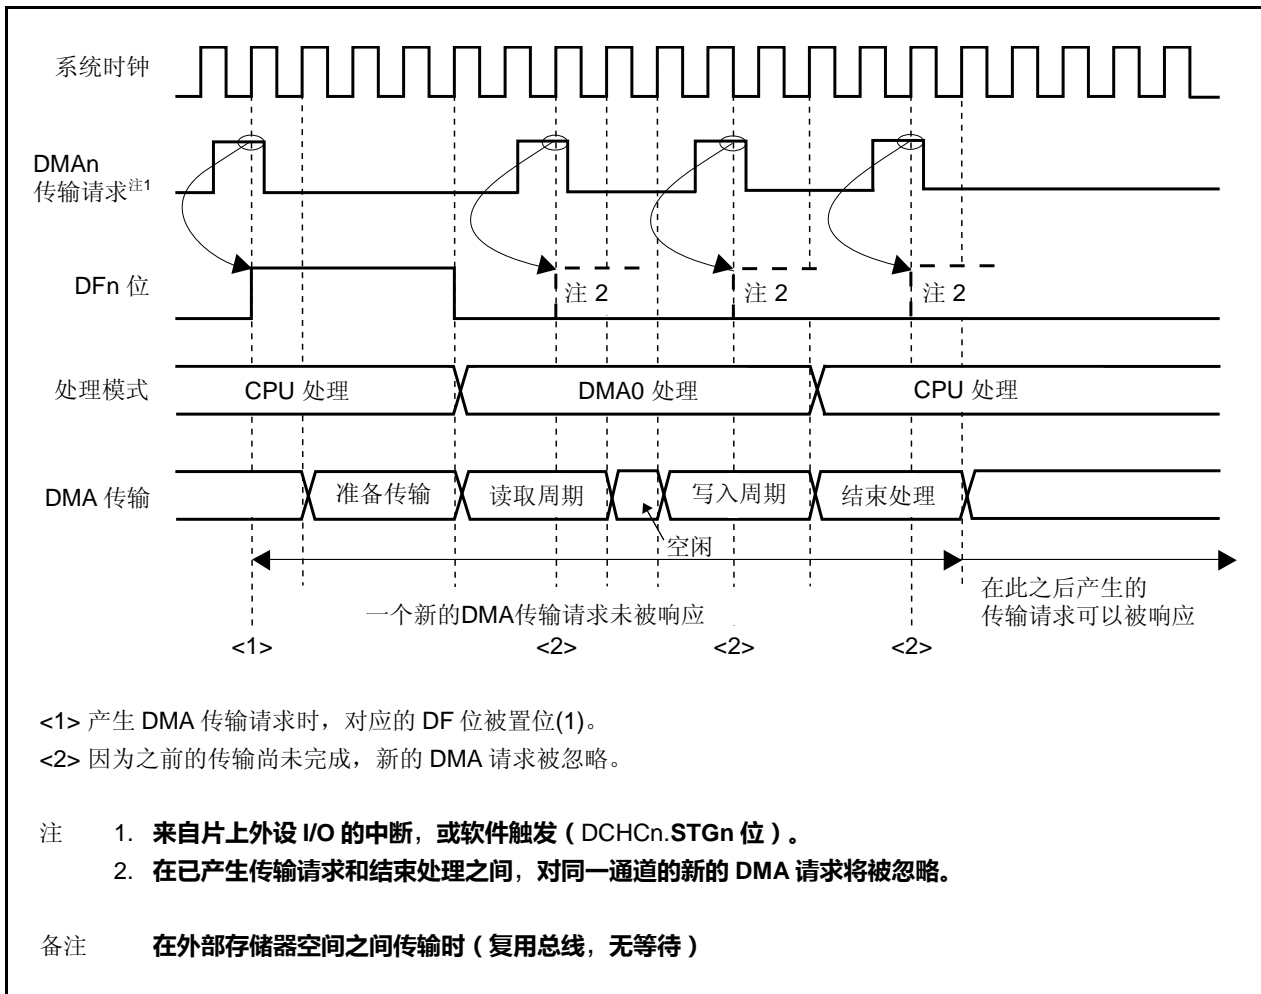 系统时钟
DMAn
传输请求注1
DFn 位
注 2
注 2
注 2
处理模式
CPU 处理
DMA0 处理
CPU 处理
DMA 传输
准备传输
读取周期
写入周期
结束处理
空闲
一个新的DMA传输请求未被响应
在此之后产生的
传输请求可以被响应
<1>
<2>
<2>
<2>
<1> 产生 DMA 传输请求时，对应的 DF 位被置位(1)。
<2> 因为之前的传输尚未完成，新的 DMA 请求被忽略。
注 1. 来自片上外设 I/O 的中断，或软件触发（DCHCn.STGn 位）。
2. 在已产生传输请求和结束处理之间，对同一通道的新的 DMA 请求将被忽略。
备注 在外部存储器空间之间传输时（复用总线，无等待）